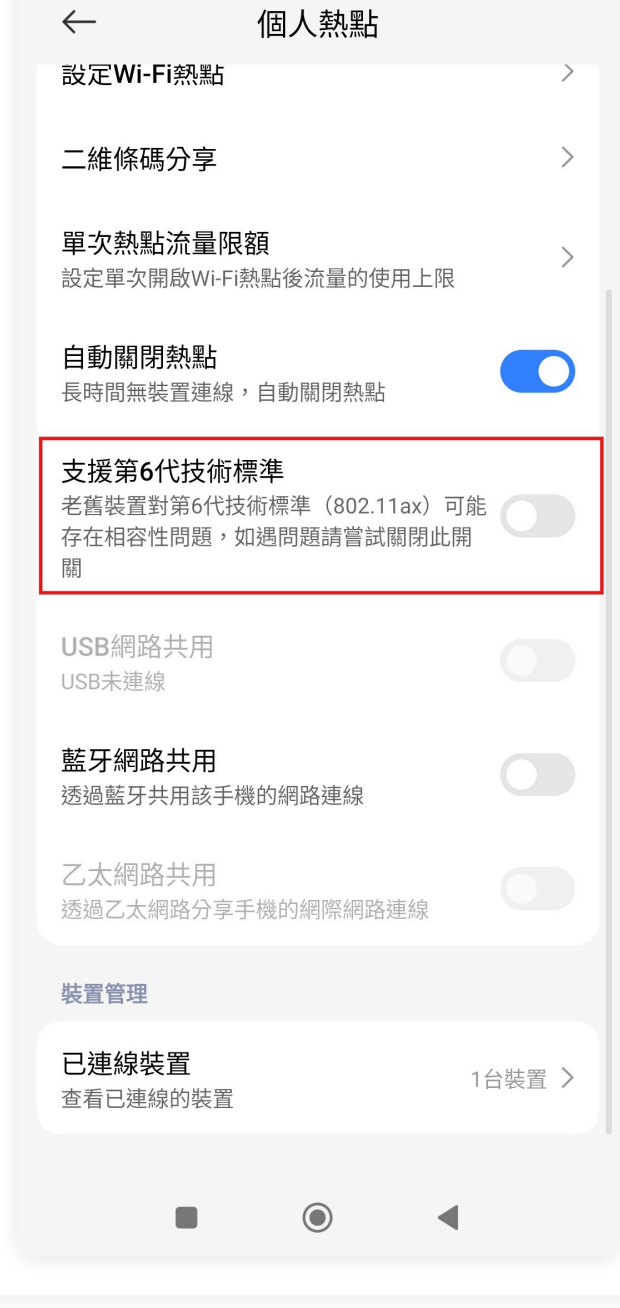 個人熱點
設定Wi-Fi熱點
二維條碼分享
單次熱點流量限額
設定單次開啟Wi-Fi熱點後流量的使用上限
自動關閉熱點
長時間無裝置連線，自動關閉熱點
支援第6代技術標準
老舊裝置對第6代技術標準（802.11ax）可能
存在相容性問題，如遇問題請嘗試關閉此開
關
USB網路共用
USB未連線
藍牙網路共用
透過藍牙共用該手機的網路連線
乙太網路共用
透過乙太網路分享手機的網際網路連線
裝置管理
已連線裝置
查看已連線的裝置
1台裝置